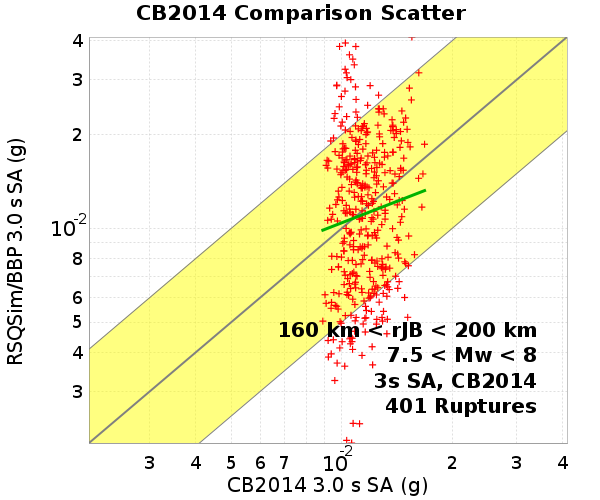 CB2014 Comparison Scatter
RSQSim/BBP 3.0 s SA (g)
4
3
2
10-2
8
6
5
4
3
160 km < rJB < 200 km
7.5 < Mw < 8
3s SA, CB2014
401 Ruptures
3 4 5 6 7 10-2 2 3 4
CB2014 3.0 s SA (g)